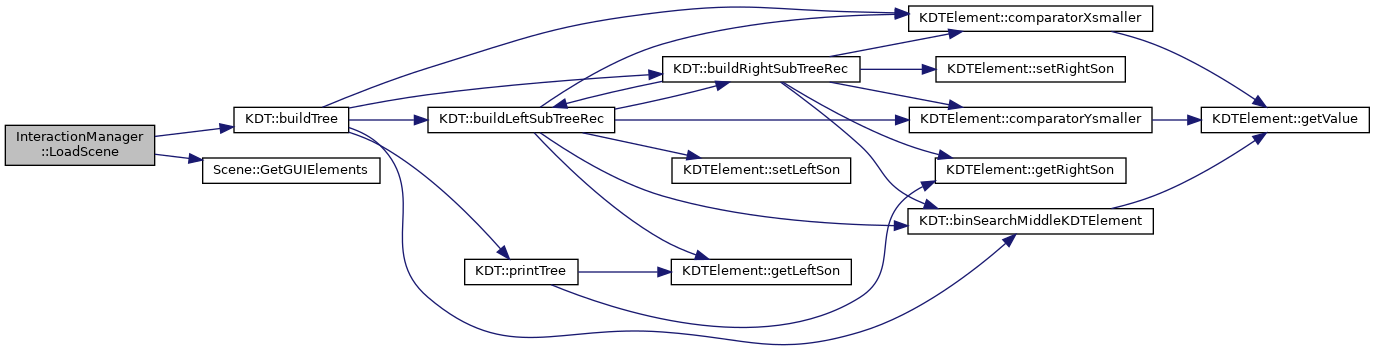 InteractionManager
::LoadScene
KDT::buildTree
Scene::GetGUIElements
KDT::buildLeftSubTreeRec
KDT::printTree
KDT::buildRightSubTreeRec
KDTElement::setLeftSon
KDTElement::getLeftSon
KDTElement::comparatorXsmaller
KDTElement::setRightSon
KDTElement::comparatorYsmaller
KDTElement::getRightSon
KDT::binSearchMiddleKDTElement
KDTElement::getValue